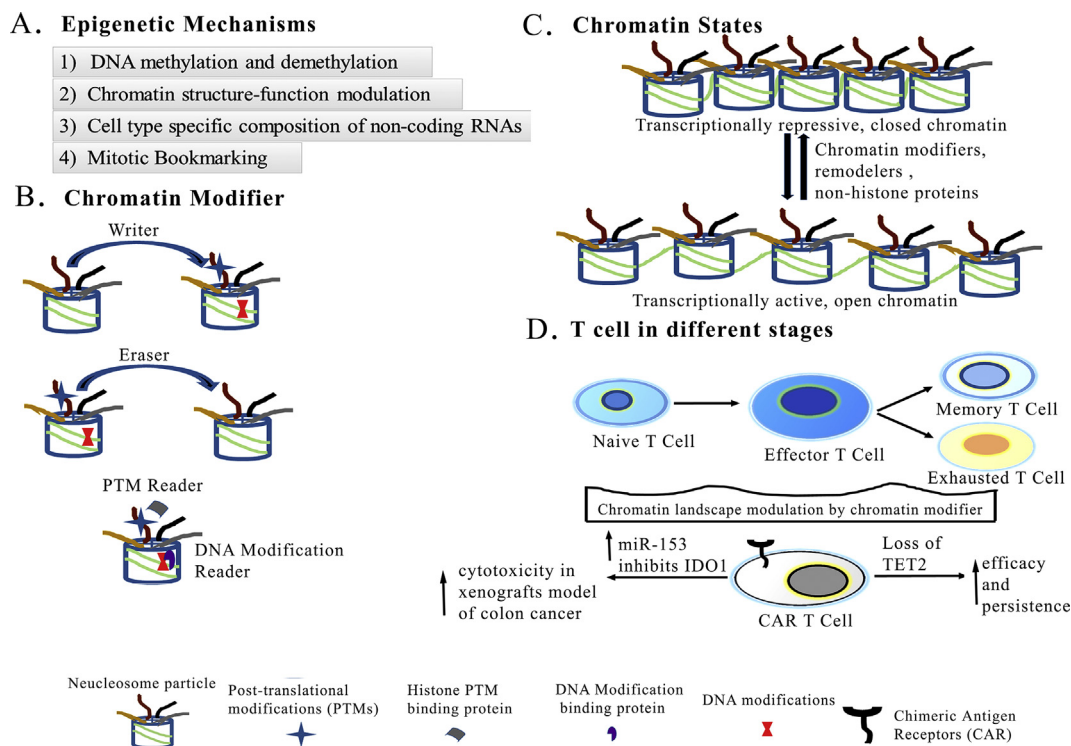 A. Epigenetic Mechanisms
1) DNA methylation and demethylation
2) Chromatin structure-function modulation
3) Cell type specific composition of non-coding RNAs
4) Mitotic Bookmarking
B. Chromatin Modifier
Writer
Eraser
PTM Reader
DNA Modification
Reader
C. Chromatin States
Transcriptionally repressive, closed chromatin
Chromatin modifiers,
remodelers ,
non-histone proteins
Transcriptionally active, open chromatin
D. T cell in different stages
Naive T Cell
Effector T Cell
Memory T Cell
Exhausted T Cell
Chromatin landscape modulation by chromatin modifier
miR-153
inhibits IDO1
cytotoxicity in
xenografts model
of colon cancer
CAR T Cell
Loss of
TET2
efficacy
and
persistence
Neucleosome particle
Post-translational
modifications (PTMs)
Histone PTM
binding protein
DNA Modification
binding protein
DNA modifications
Chimeric Antigen
Receptors (CAR)